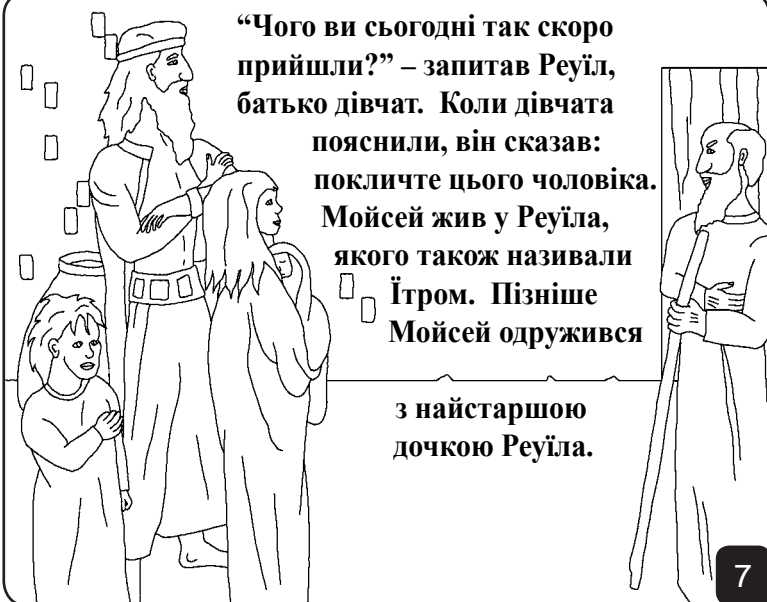 “Чого ви сьогодні так скоро
прийшли?” – запитав Реуїл,
батько дівчат.  Коли дівчата
пояснили, він сказав:
покличте цього чоловіка.
Мойсей жив у Реуїла,
якого також називали
Їтром.  Пізніше
Мойсей одружився
з найстаршою
дочкою Реуїла.
7